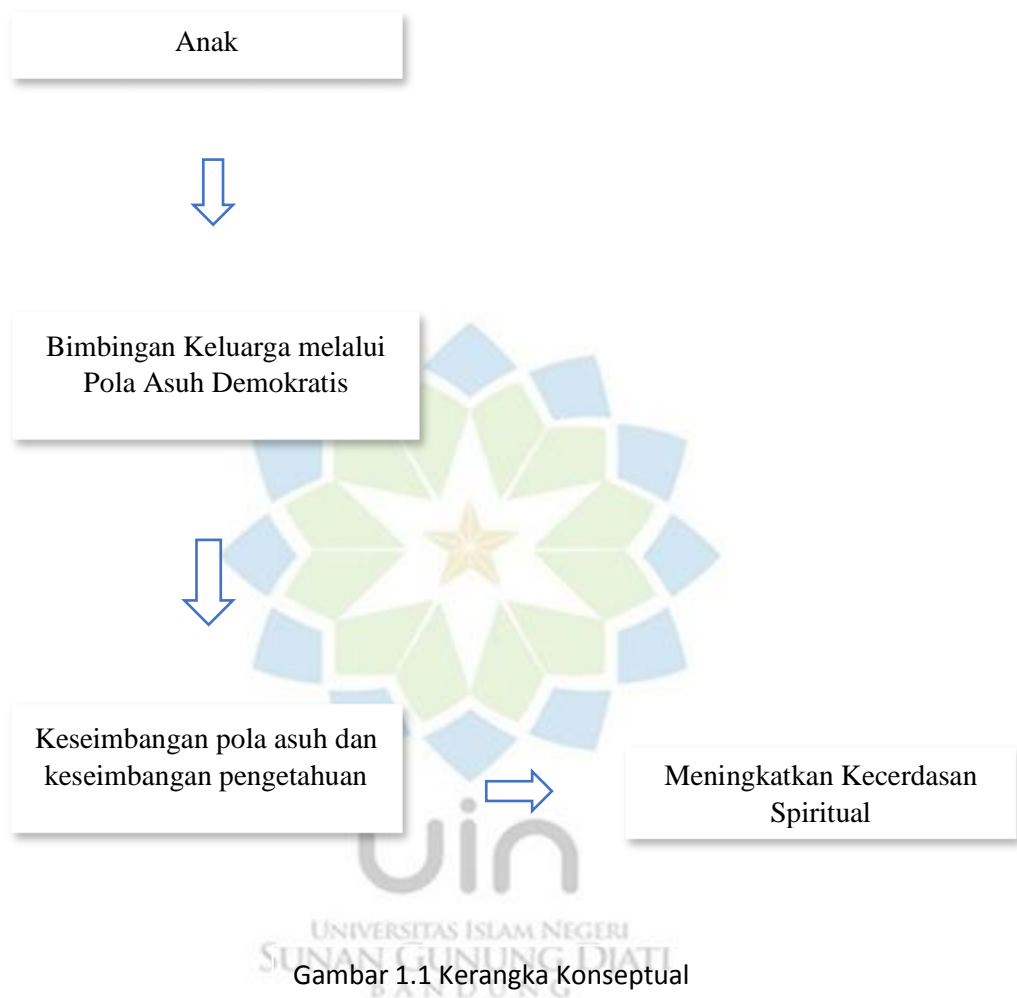 Anak
Bimbingan Keluarga melalui
Pola Asuh Demokratis
Keseimbangan pola asuh dan
keseimbangan pengetahuan
Meningkatkan Kecerdasan
Spiritual
uin
UNIVERSITAS ISLAM NEGERI
SUNAN GUNUNG DJATI
Gambar 1.1 Kerangka Konseptual
BANDUNG